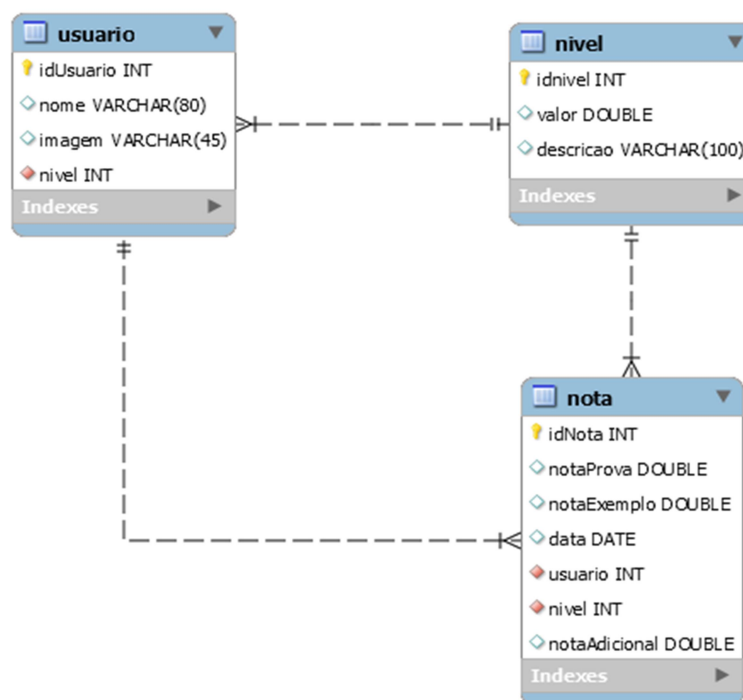 usuario
idUsuario INT
nome VARCHAR(80)
imagem VARCHAR(45)
nivel INT
Indexes
nivel
idnivel INT
valor DOUBLE
descricao VARCHAR(100)
Indexes
nota
idNota INT
notaProva DOUBLE
notaExemplo DOUBLE
data DATE
usuario INT
nivel INT
notaAdicional DOUBLE
Indexes